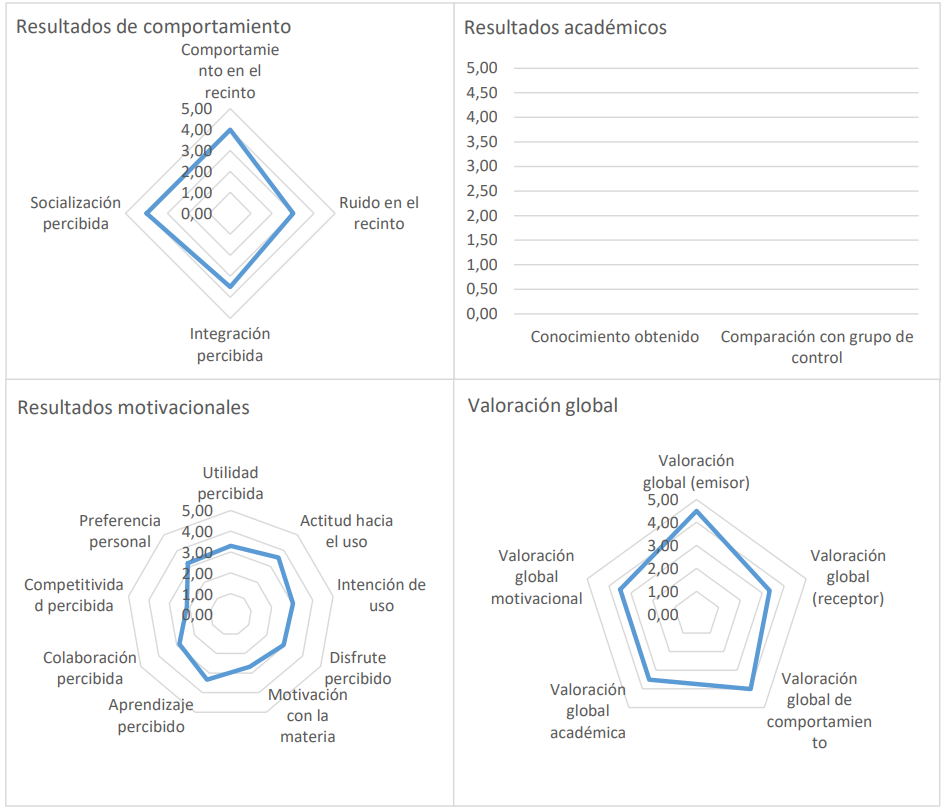 Resultados de comportamiento
Comportamie
nto en el
recinto
5,00
4,00
3,00
2,00
1,00
0,00
Socialización
percibida
Ruido en el
recinto
Integración
percibida
Resultados académicos
5,00
4,50
4,00
3,50
3,00
2,50
2,00
1,50
1,00
0,50
0,00
Conocimiento obtenido
Comparación con grupo de
control
Resultados motivacionales
Utilidad
percibida
5,00
4,00
3,00
2,00
1,00
0,00
Actitud hacia
el uso
Intención de
uso
Disfrute
percibido
Motivación
con la
materia
Aprendizaje
percibido
Colaboración
percibida
Competitivida
d percibida
Preferencia
personal
Valoración global
Valoración
global (emisor)
5,00
4,00
3,00
2,00
1,00
0,00
Valoración
global
(receptor)
Valoración
global de
comportamien
to
Valoración
global
académica
Valoración
global
motivacional